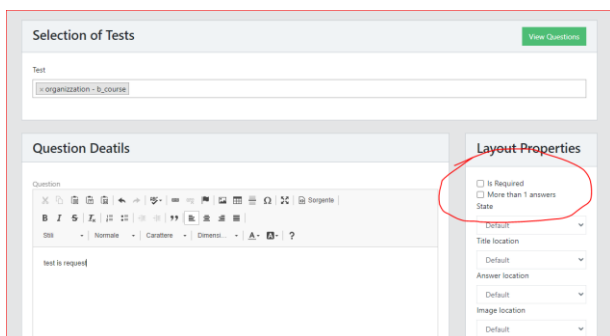 Selection of Tests
View Questions
Test
× organizzation - b_course
Question Deatils
Question
Sorgente
B I S Ix
Stili
Normale
Carattere
Dimensi...
A
A
?
test is request
Layout Properties
Is Required
More than 1 answers
State
Default
Title location
Default
Answer location
Default
Image location
Default